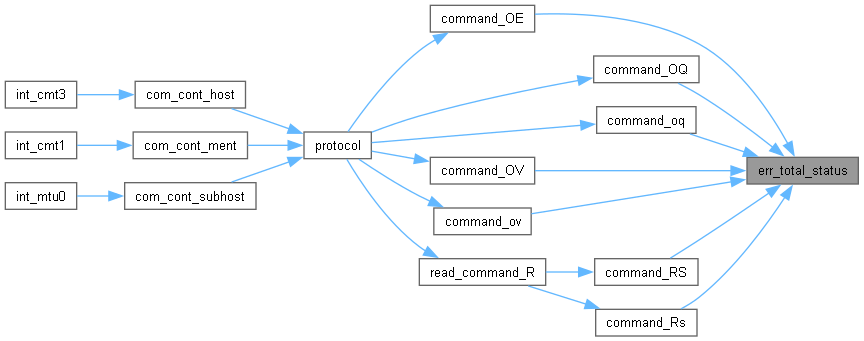 command_OE
command_OQ
int_cmt3
com_cont_host
command_oq
int_cmt1
com_cont_ment
protocol
command_OV
err_total_status
int_mtu0
com_cont_subhost
command_ov
read_command_R
command_RS
command_Rs